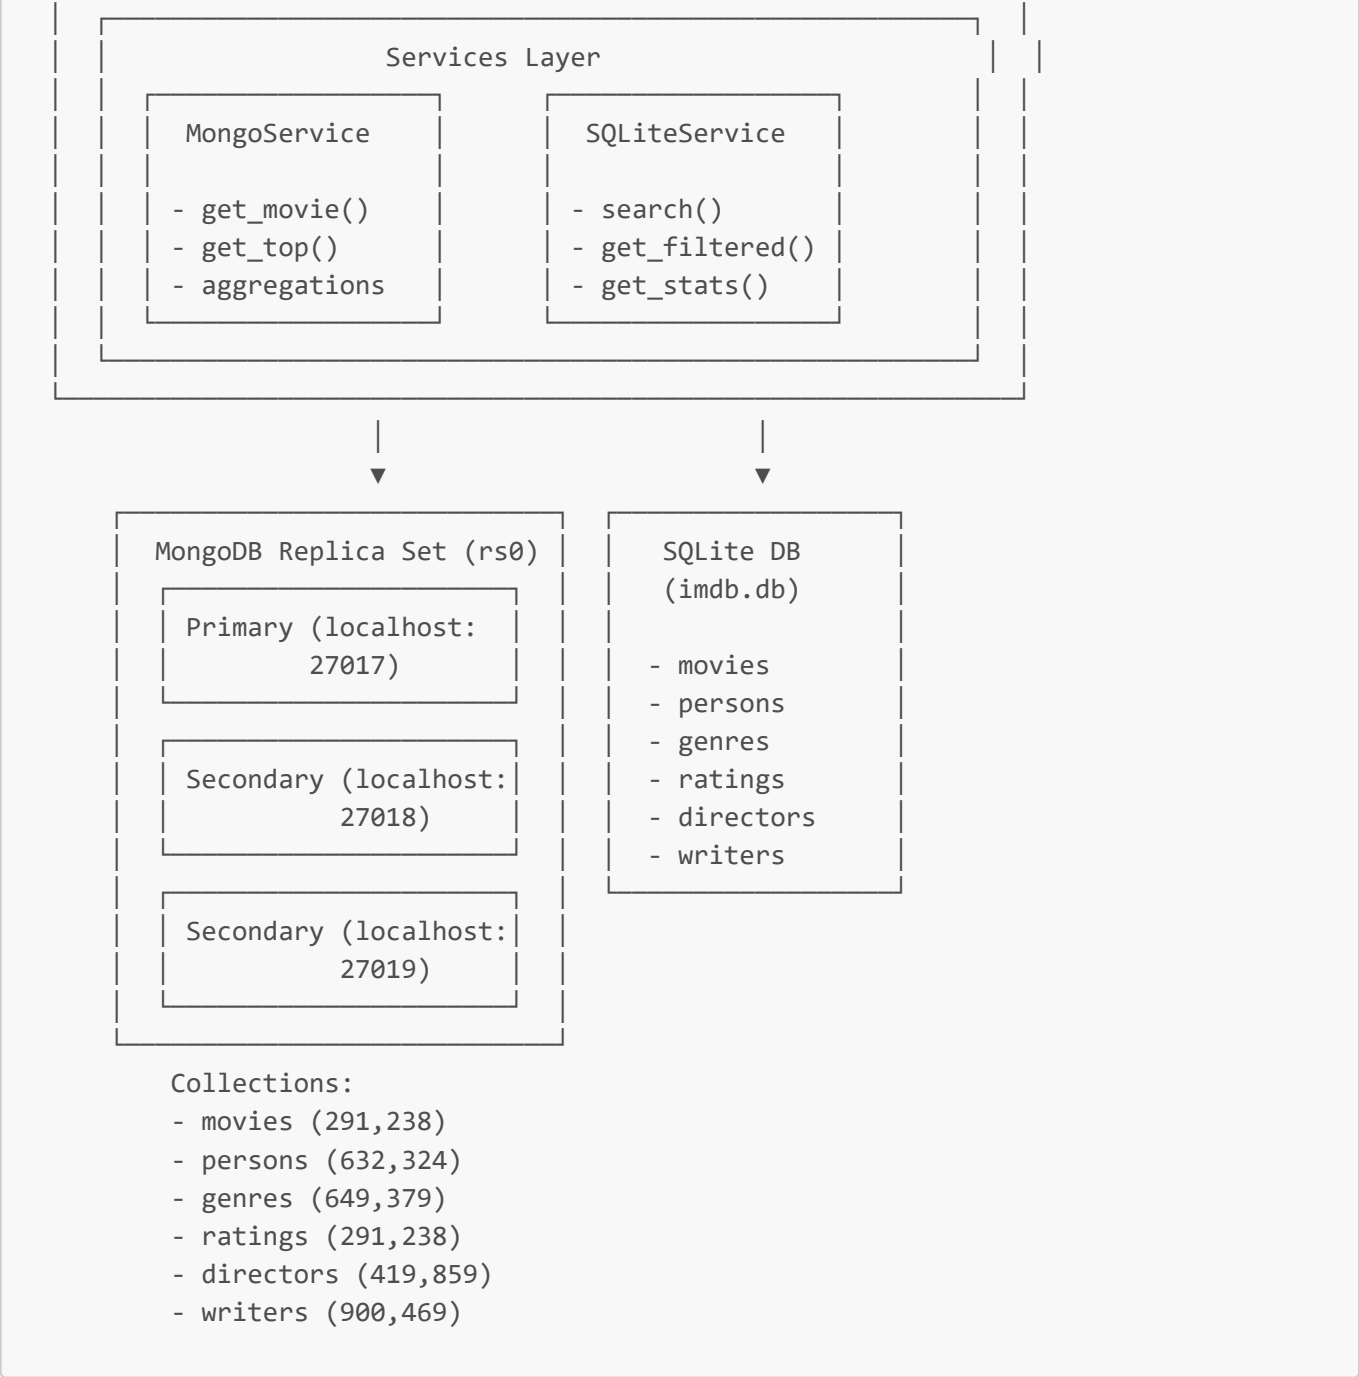 Services Layer
MongoService SQLiteService
- get_movie() - search()
- get_top() - get_filtered()
- aggregations - get_stats()
MongoDB Replica Set (rs0) SQLite DB
(imdb.db)
Primary (localhost:
27017) - movies
- persons
- genres
Secondary (localhost: - ratings
27018) - directors
- writers
Secondary (localhost:
27019)
Collections:
- movies (291,238)
- persons (632,324)
- genres (649,379)
- ratings (291,238)
- directors (419,859)
- writers (900,469)